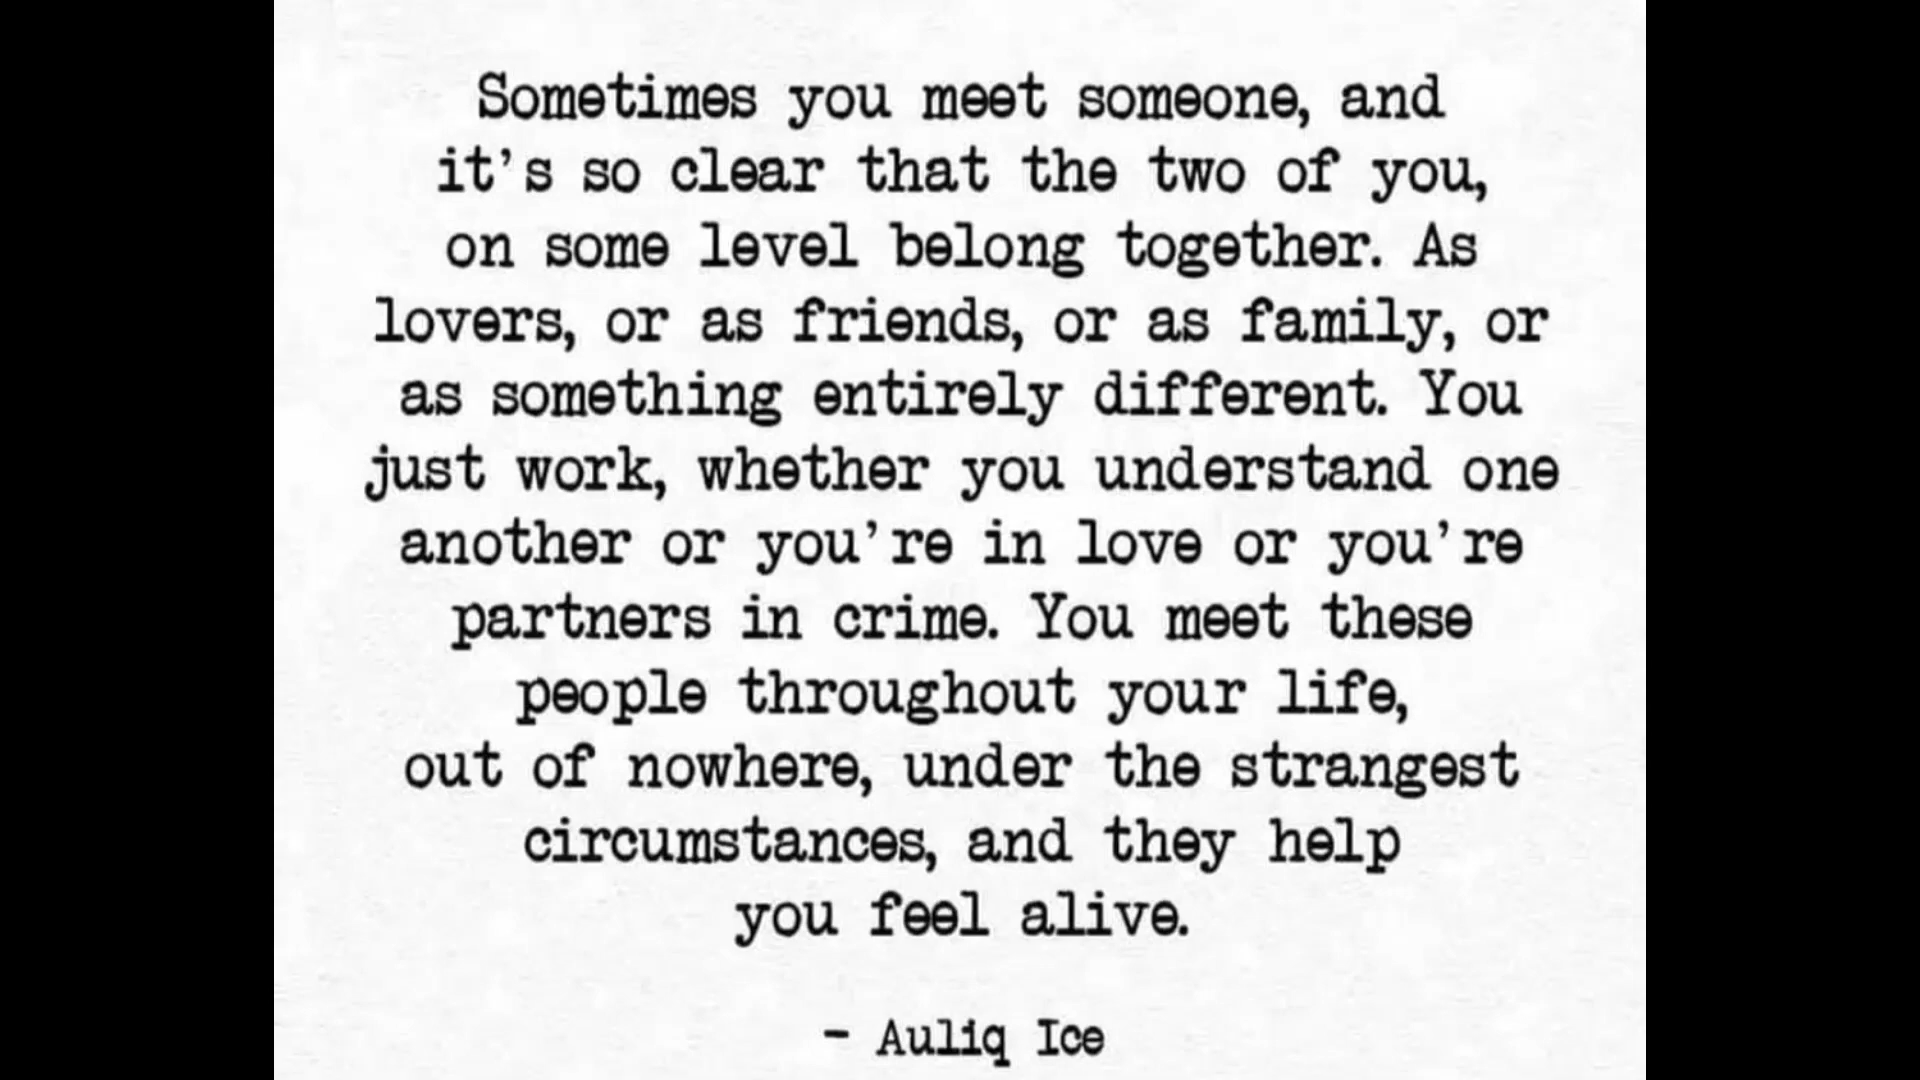 Sometimes you meet someone, and
it's so clear that the two of you,
on some level belong together. As
lovers, or as friends, or as family, or
as something entirely different. You
just work, whether you understand one
another or you're in love or you're
partners in crime. You meet these
people throughout your life,
out of nowhere, under the strangest
circumstances, and they help
you feel alive.
- Auliq Ice